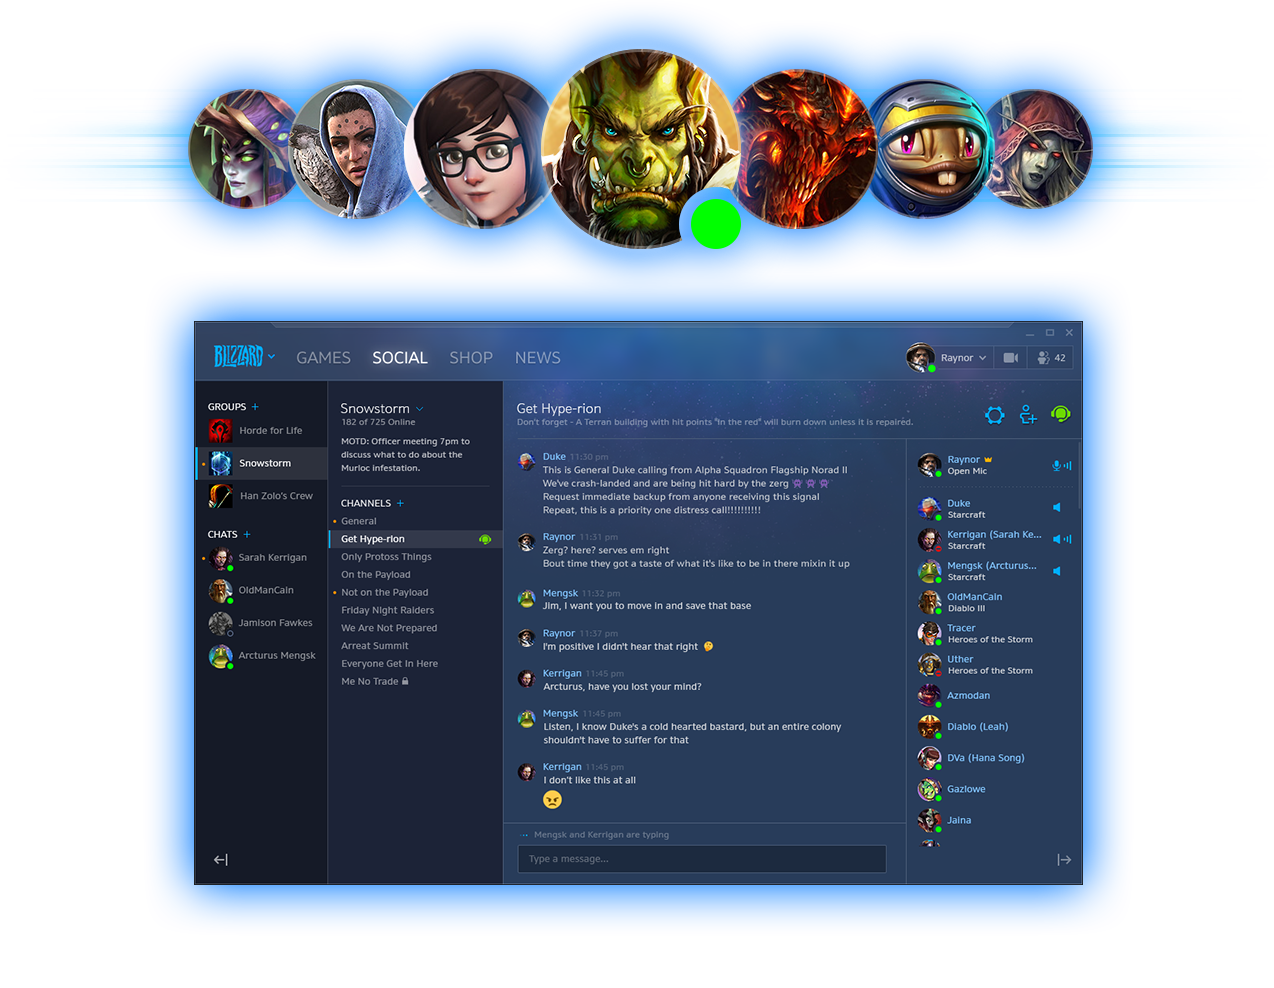 BLIZZARD
GAMES
SOCIAL
SHOP
NEWS
Raynor
42
GROUPS +
Horde for Life
Snowstorm
Han Zolo's Crew
CHATS +
Sarah Kerrigan
OldManCain
Jamison Fawkes
Arcturus Mengsk
Snowstorm
182 of 725 Online
MOTD: Officer meeting 7pm to
discuss what to do about the
Murloc infestation.
CHANNELS +
General
Get Hype-rion
Only Protoss Things
On the Payload
Not on the Payload
Friday Night Raiders
We Are Not Prepared
Arreat Summit
Everyone Get In Here
Me No Trade
Get Hype-rion
Don't forget - A Terran building with hit points "in the red" will burn down unless it is repaired.
Duke 11:30 pm
This is General Duke calling from Alpha Squadron Flagship Norad II
We've crash-landed and are being hit hard by the zerg
Request immediate backup from anyone receiving this signal
Repeat, this is a priority one distress call!!!!!!!!!!
Raynor 11:31 pm
Zerg? here? serves em right
Bout time they got a taste of what it's like to be in there mixin it up
Mengsk 11:32 pm
Jim, I want you to move in and save that base
Raynor 11:37 pm
I'm positive I didn't hear that right 🤔
Kerrigan 11:45 pm
Arcturus, have you lost your mind?
Mengsk 11:45 pm
Listen, I know Duke's a cold hearted bastard, but an entire colony
shouldn't have to suffer for that
Kerrigan 11:45 pm
I don't like this at all
😠
Mengsk and Kerrigan are typing
Type a message...
Raynor
Open Mic
Duke
Starcraft
Kerrigan (Sarah Ke...
Starcraft
Mengsk (Arcturus...
Starcraft
OldManCain
Diablo III
Tracer
Heroes of the Storm
Uther
Heroes of the Storm
Azmodan
Diablo (Leah)
DVa (Hana Song)
Gazlowe
Jaina